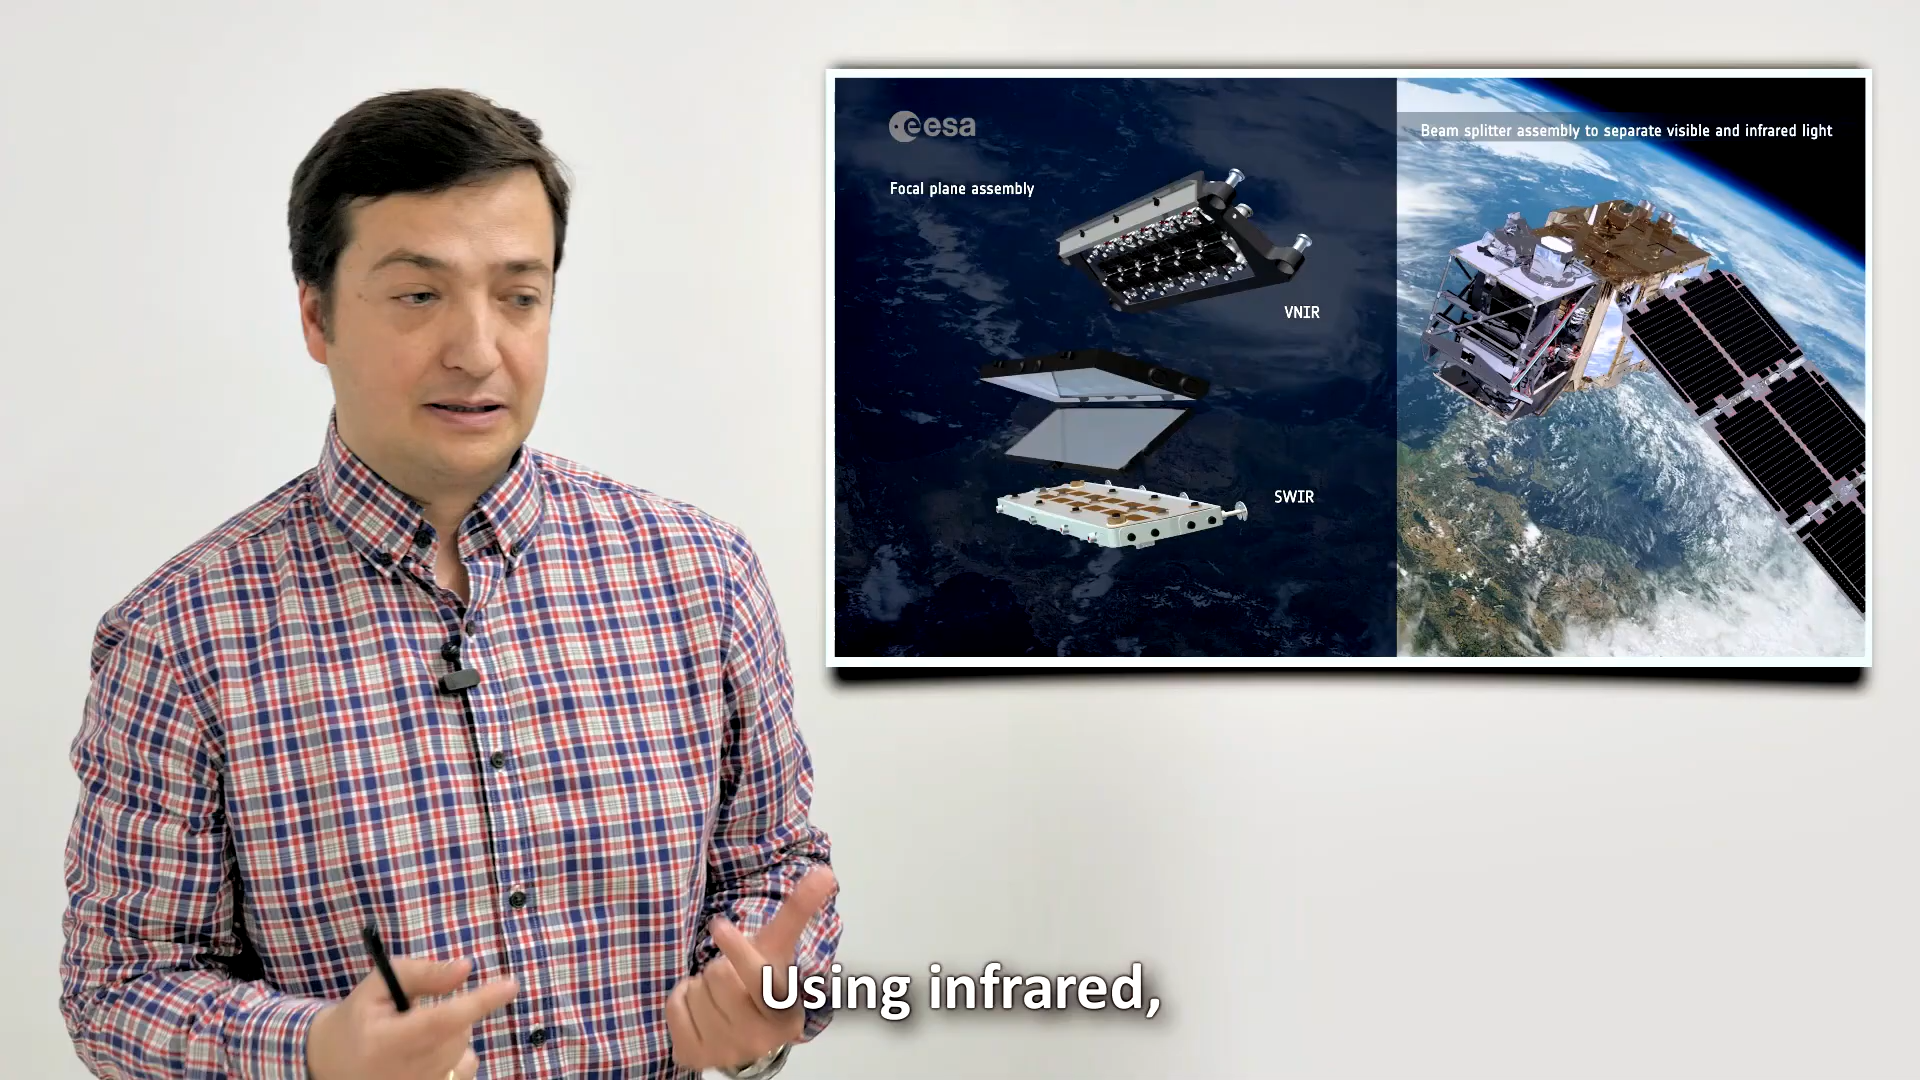 esa
Beam splitter assembly to separate visible and infrared light
Focal plane assembly
VNIR
SWIR
Using infrared,